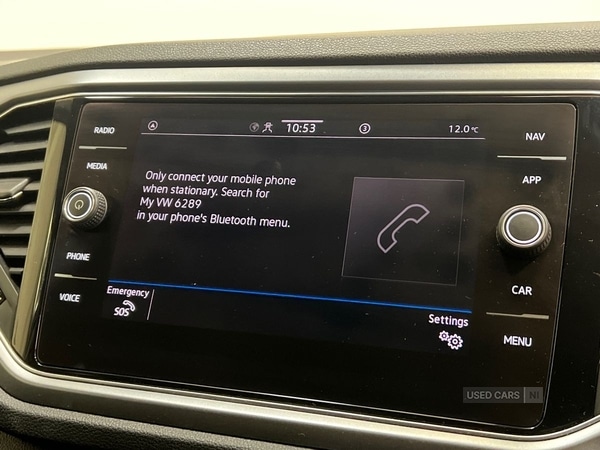 RADIO
MEDIA
PHONE
VOICE
10:53
3
12.0 °C
Only connect your mobile phone
when stationary. Search for
My VW 6289
in your phone's Bluetooth menu.
Emergency
SOS
Settings
NAV
APP
CAR
MENU
USED CARS NI